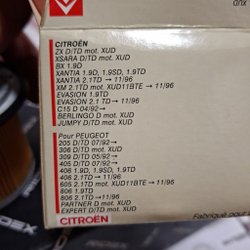 CITROËN
ZX D/TD mot. XUD
XSARA D/TD mot. XUD
BX 1.9D
XANTIA 1.9D, 1.9SD, 1.9TD
XANTIA 2.1TD → 11/96
XM 2.1TD mot. XUD11BTE → 11/96
EVASION 1.9TD
EVASION 2.1 TD → 11/96
C15 D 04/92→
BERLINGO D mot. XUD
JUMPY D/TD mot. XUD
Pour PEUGEOT
205 D/TD 07/92→
306 D/TD mot. XUD
309 D/TD 05/92→
405 D/TD 07/92→
406 1.9D, 1.9SD, 1.9TD
406 2.1TD → 11/96
605 2.1TD mot. XUD11BTE → 11/96
806 1.9TD
806 2.1TD → 11/96
PARTNER D mot. XUD
EXPERT D/TD mot. XUD
CITROËN
Fabriqué